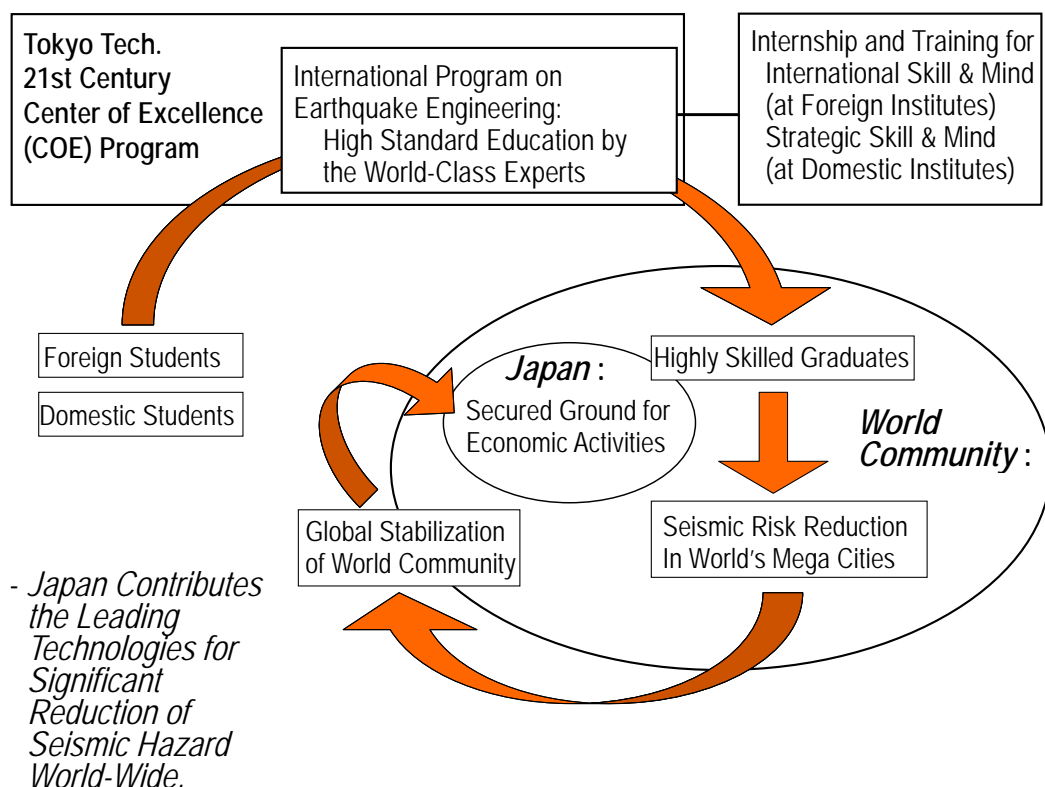 Tokyo Tech.
21st Century
Center of Excellence
(COE) Program
International Program on
Earthquake Engineering:
High Standard Education by
the World-Class Experts
Internship and Training for
International Skill & Mind
(at Foreign Institutes)
Strategic Skill & Mind
(at Domestic Institutes)
Foreign Students
Domestic Students
Japan :
Secured Ground for
Economic Activities
Highly Skilled Graduates
World
Community :
Global Stabilization
of World Community
Seismic Risk Reduction
In World's Mega Cities
- Japan Contributes
the Leading
Technologies for
Significant
Reduction of
Seismic Hazard
World-Wide.